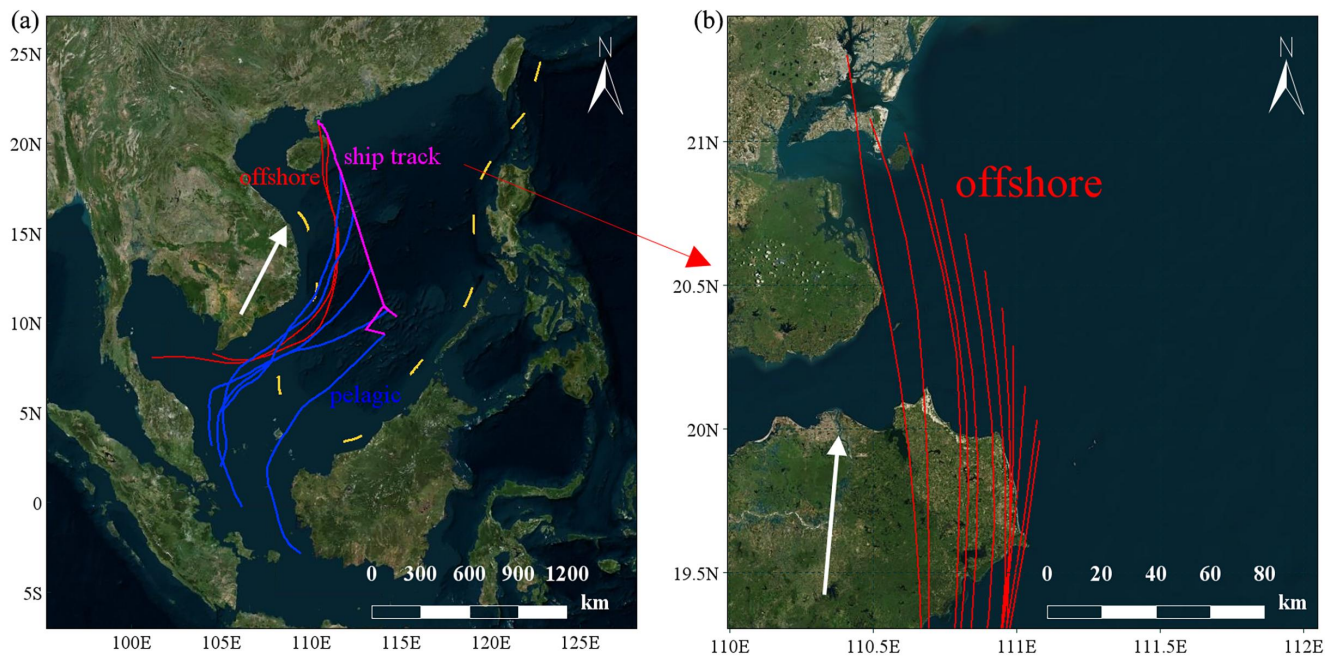 (a)
(b)
25N
20N
15N
10N
5N
0
5S
N
ship track
offshore
pelagie
0 300 600 900 1200
km
100E 105E 110E 115E 120E 125E
21N
20.5N
20N
19.5N
N
offshore
0 20 40 60 80
km
110E 110.5E 111E 111.5E 112E